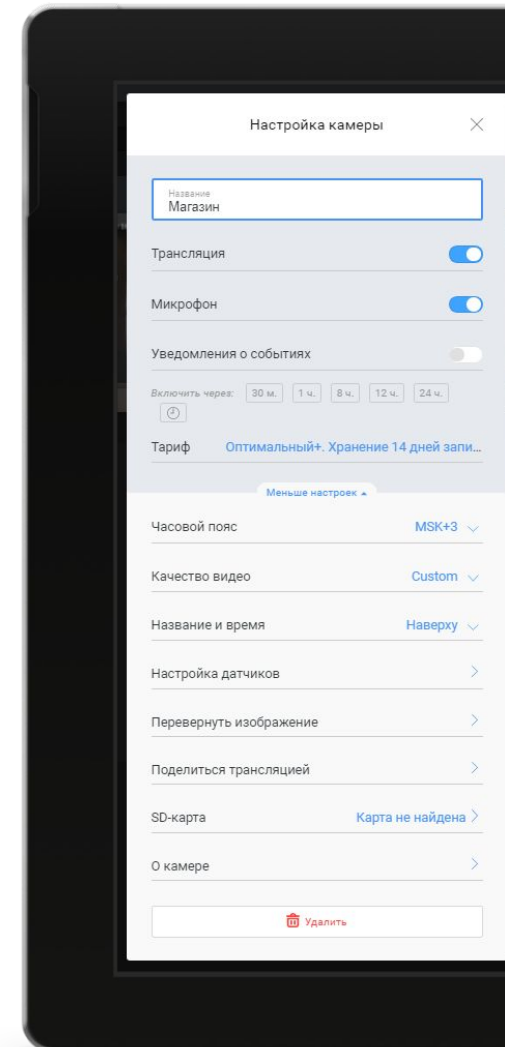 Настройка камеры
Название
Магазин
Трансляция
Микрофон
Уведомления о событиях
Включить через: 30 м. 1 ч. 8 ч. 12 ч. 24 ч.
Тариф Оптимальный+. Хранение 14 дней запи...
Меньше настроек
Часовой пояс MSK+3
Качество видео Custom
Название и время Наверху
Настройка датчиков
Перевернуть изображение
Поделиться трансляцией
SD-карта Карта не найдена
О камере
Удалить